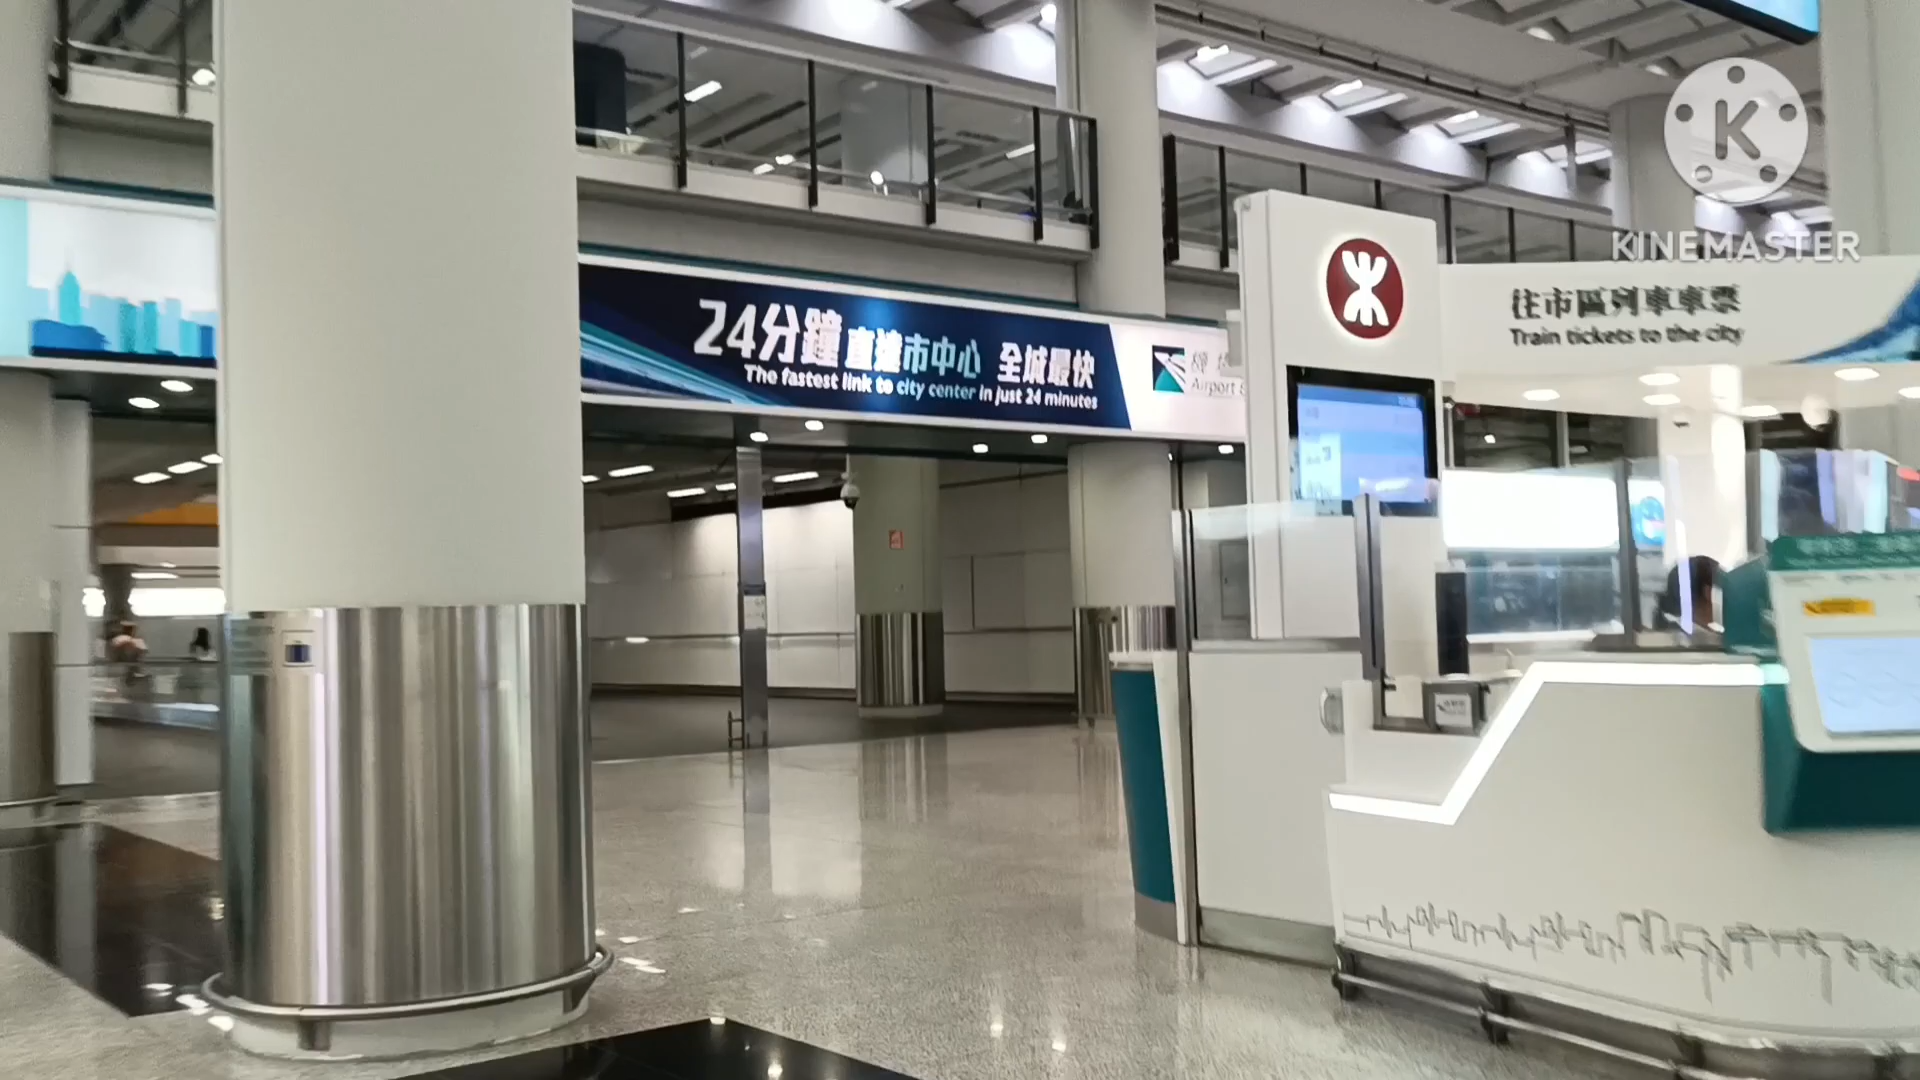 K
KINEMASTER
往市區列車車票
Train tickets to the city
24分鐘直達市中心 全城最快
The fastest link to city center in just 24 minutes
Airport